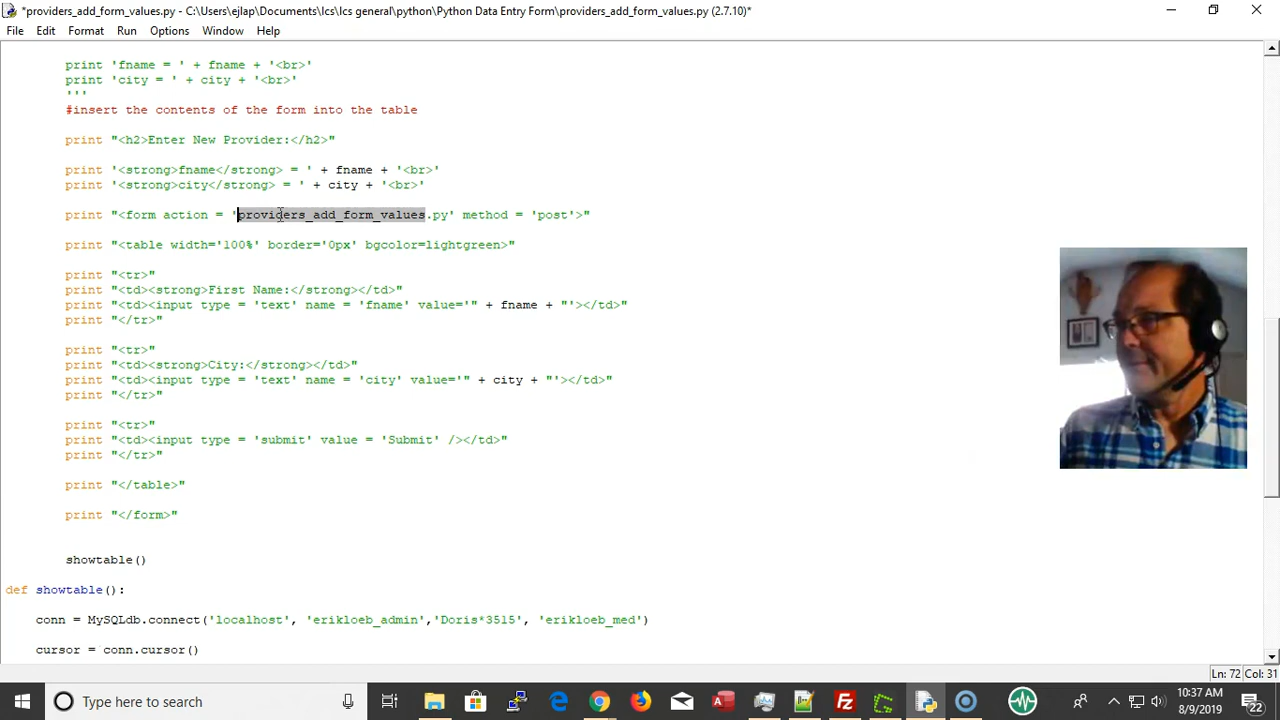 *providers_add_form_values.py - C:\Users\ejlap\Documents\lcs\lcs general\python\Python Data Entry Form\providers_add_form_values.py (2.7.10)*
File Edit Format Run Options Window Help
print 'fname = ' + fname + '<br>'
print 'city = ' + city + '<br>'
'''
#insert the contents of the form into the table
print "<h2>Enter New Provider:</h2>"
print '<strong>fname</strong> = ' + fname + '<br>'
print '<strong>city</strong> = ' + city + '<br>'
print "<form action = 'providers_add_form_values.py' method = 'post'>"
print "<table width='100%' border='0px' bgcolor=lightgreen>"
print "<tr>"
print "<td><strong>First Name:</strong></td>"
print "<td><input type = 'text' name = 'fname' value='" + fname + "'></td>"
print "</tr>"
print "<tr>"
print "<td><strong>City:</strong></td>"
print "<td><input type = 'text' name = 'city' value='" + city + "'></td>"
print "</tr>"
print "<tr>"
print "<td><input type = 'submit' value = 'Submit' /></td>"
print "</tr>"
print "</table>"
print "</form>"
showtable()
def showtable():
conn = MySQLdb.connect('localhost', 'erikloeb_admin','Doris*3515', 'erikloeb_med')
cursor = conn.cursor()
Ln: 72 Col: 31
Type here to search
10:37 AM
8/9/2019
22